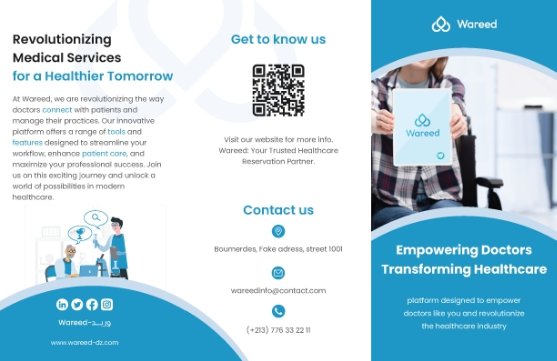 Revolutionizing
Medical Services
for a Healthier Tomorrow
At Wareed, we are revolutionizing the way
doctors connect with patients and
manage their practices. Our innovative
platform offers a range of tools and
features designed to streamline your
workflow, enhance patient care, and
maximize your professional success. Join
us on this exciting journey and unlock a
world of possibilities in modern
healthcare.
Wareed-وريــد
www.wareed-dz.com
Get to know us
Visit our website for more info.
Wareed: Your Trusted Healthcare
Reservation Partner.
Contact us
Boumerdes, Fake adress, street 1001
wareedinfo@contact.com
(+213) 776 33 22 11
Wareed
Wareed
Empowering Doctors
Transforming Healthcare
platform designed to empower
doctors like you and revolutionize
the healthcare industry